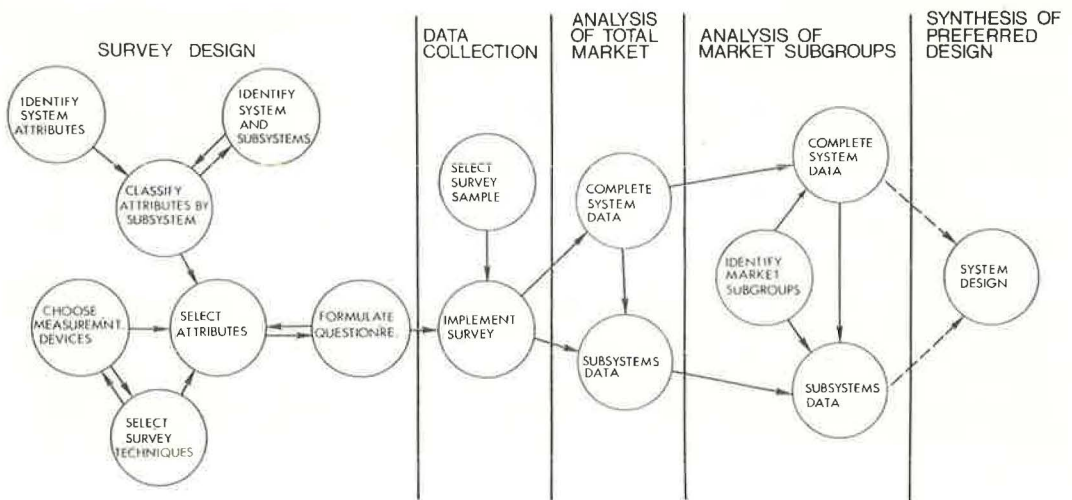 SURVEY DESIGN
IDENTIFY
SYSTEM
ATTRIBUTES
IDENTIFY
SYSTEM
AND
SUBSYSTEMS
CLASSIFY
ATTRIBUTES BY
SUBSYSTEM
CHOOSE
MEASUREMNT.
DEVICES
SELECT
ATTRIBUTES
FORMULATE
QUESTION'RE.
SELECT
SURVEY
TECHNIQUES
DATA
COLLECTION
SELECT
SURVEY
SAMPLE
IMPLEMENT
SURVEY
ANALYSIS
OF TOTAL
MARKET
COMPLETE
SYSTEM
DATA
SUBSYSTEMS
DATA
ANALYSIS OF
MARKET SUBGROUPS
COMPLETE
SYSTEM
DATA
IDENTIFY
MARKET
SUBGROUPS
SUBSYSTEMS
DATA
SYNTHESIS OF
PREFERRED
DESIGN
SYSTEM
DESIGN